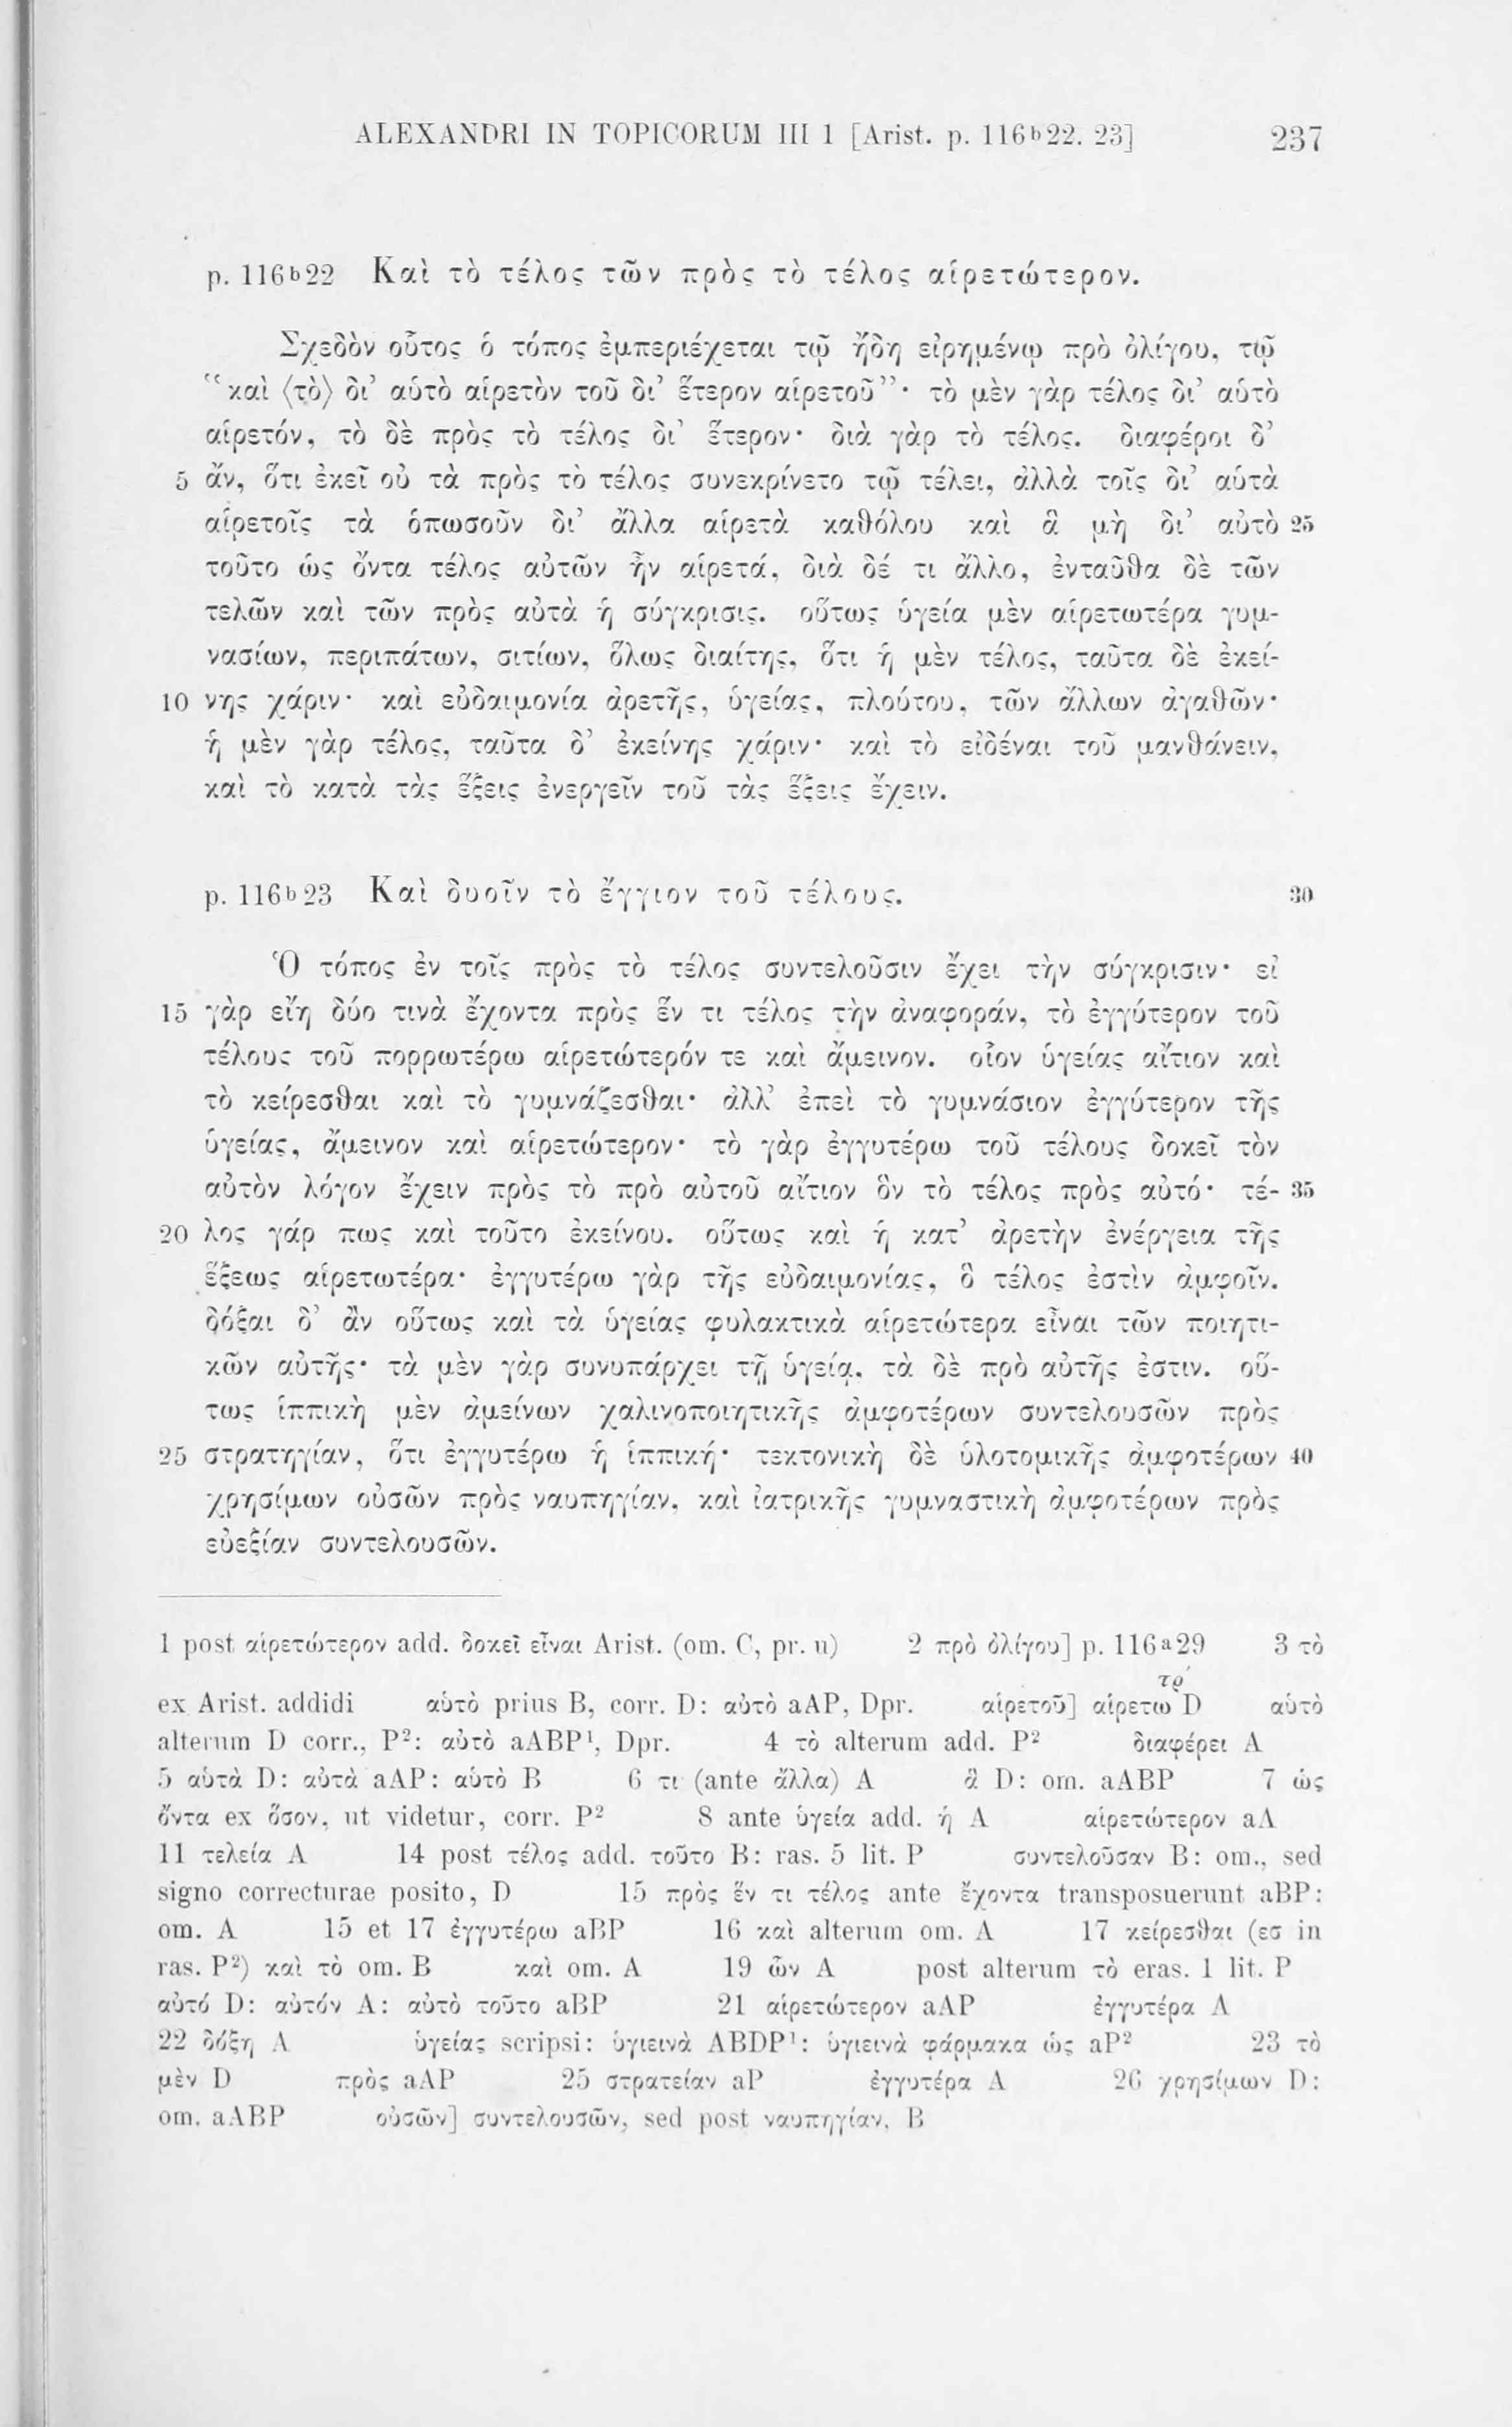 ALEXANDRI IN TOPICORUM III 1 [Arist. p. 116ᵇ22. 23] 237
p. 116ᵇ22 Καὶ τὸ τέλος τῶν πρὸς τὸ τέλος αἱρετώτερον.
Σχεδὸν οὗτος ὁ τόπος ἐμπεριέχεται τῷ ἤδη εἰρημένῳ πρὸ ὀλίγου, τῷ
“καὶ ⟨τὸ⟩ δι’ αὑτὸ αἱρετὸν τοῦ δι’ ἕτερον αἱρετοῦ”· τὸ μὲν γὰρ τέλος δι’ αὑτὸ
αἱρετόν, τὸ δὲ πρὸς τὸ τέλος δι’ ἕτερον· διὰ γὰρ τὸ τέλος. διαφέροι δ’
5 ἄν, ὅτι ἐκεῖ οὐ τὰ πρὸς τὸ τέλος συνεκρίνετο τῷ τέλει, ἀλλὰ τοῖς δι’ αὑτὰ
αἱρετοῖς τὰ ὁπωσοῦν δι’ ἄλλα αἱρετὰ καθόλου καὶ ἃ μὴ δι’ αὐτὸ 25
τοῦτο ὡς ὄντα τέλος αὐτῶν ἦν αἱρετά, διὰ δέ τι ἄλλο, ἐνταῦθα δὲ τῶν
τελῶν καὶ τῶν πρὸς αὐτὰ ἡ σύγκρισις. οὕτως ὑγεία μὲν αἱρετωτέρα γυμ-
νασίων, περιπάτων, σιτίων, ὅλως διαίτης, ὅτι ἡ μὲν τέλος, ταῦτα δὲ ἐκεί-
10 νης χάριν· καὶ εὐδαιμονία ἀρετῆς, ὑγείας, πλούτου, τῶν ἄλλων ἀγαθῶν·
ἡ μὲν γὰρ τέλος, ταῦτα δ’ ἐκείνης χάριν· καὶ τὸ εἰδέναι τοῦ μανθάνειν,
καὶ τὸ κατὰ τὰς ἕξεις ἐνεργεῖν τοῦ τὰς ἕξεις ἔχειν.
p. 116ᵇ23 Καὶ δυοῖν τὸ ἔγγιον τοῦ τέλους. 30
Ὁ τόπος ἐν τοῖς πρὸς τὸ τέλος συντελοῦσιν ἔχει τὴν σύγκρισιν· εἰ
15 γὰρ εἴη δύο τινὰ ἔχοντα πρὸς ἕν τι τέλος τὴν ἀναφοράν, τὸ ἐγγύτερον τοῦ
τέλους τοῦ πορρωτέρω αἱρετώτερόν τε καὶ ἄμεινον. οἷον ὑγείας αἴτιον καὶ
τὸ κείρεσθαι καὶ τὸ γυμνάζεσθαι· ἀλλ’ ἐπεὶ τὸ γυμνάσιον ἐγγύτερον τῆς
ὑγείας, ἄμεινον καὶ αἱρετώτερον· τὸ γὰρ ἐγγυτέρω τοῦ τέλους δοκεῖ τὸν
αὐτὸν λόγον ἔχειν πρὸς τὸ πρὸ αὐτοῦ αἴτιον ὃν τὸ τέλος πρὸς αὐτό· τέ- 35
20 λος γάρ πως καὶ τοῦτο ἐκείνου. οὕτως καὶ ἡ κατ’ ἀρετὴν ἐνέργεια τῆς
ἕξεως αἱρετωτέρα· ἐγγυτέρω γὰρ τῆς εὐδαιμονίας, ὃ τέλος ἐστὶν ἀμφοῖν.
δόξαι δ’ ἂν οὕτως καὶ τὰ ὑγείας φυλακτικὰ αἱρετώτερα εἶναι τῶν ποιητι-
κῶν αὐτῆς· τὰ μὲν γὰρ συνυπάρχει τῇ ὑγείᾳ, τὰ δὲ πρὸ αὐτῆς ἐστιν. οὕ-
τως ἱππικὴ μὲν ἀμείνων χαλινοποιητικῆς ἀμφοτέρων συντελουσῶν πρὸς
25 στρατηγίαν, ὅτι ἐγγυτέρω ἡ ἱππική· τεκτονικὴ δὲ ὑλοτομικῆς ἀμφοτέρων 40
χρησίμων οὐσῶν πρὸς ναυπηγίαν, καὶ ἰατρικῆς γυμναστικὴ ἀμφοτέρων πρὸς
εὐεξίαν συντελουσῶν.
1 post αἱρετώτερον add. δοκεῖ εἶναι Arist. (om. C, pr. u) 2 πρὸ ὀλίγου] p. 116ᵃ29 3 τὸ
ex Arist. addidi αὑτὸ prius B, corr. D: αὐτὸ aAP, Dpr. αἱρετοῦ] αἱρετω τρ´ D αὑτὸ
alterum D corr., P²: αὐτὸ aABP¹, Dpr. 4 τὸ alterum add. P² διαφέρει A
5 αὑτὰ D: αὐτὰ aAP: αὑτὸ B 6 τι (ante ἄλλα) A ἃ D: om. aABP 7 ὡς
ὄντα ex ὅσον, ut videtur, corr. P² 8 ante ὑγεία add. ἡ A αἱρετώτερον aA
11 τελεία A 14 post τέλος add. τοῦτο B: ras. 5 lit. P συντελοῦσαν B: om., sed
signo correcturae posito, D 15 πρὸς ἕν τι τέλος ante ἔχοντα transposuerunt aBP:
om. A 15 et 17 ἐγγυτέρω aBP 16 καὶ alterum om. A 17 κείρεσθαι (εσ in
ras. P²) καὶ τὸ om. B καὶ om. A 19 ὧν A post alterum τὸ eras. 1 lit. P
αὐτό D: αὐτόν A: αὐτὸ τοῦτο aBP 21 αἱρετώτερον aAP ἐγγυτέρα A
22 δόξῃ A ὑγείας scripsi: ὑγιεινὰ ABDP¹: ὑγιεινὰ φάρμακα ὡς aP² 23 τὸ
μὲν D πρὸς aAP 25 στρατείαν aP ἐγγυτέρα A 26 χρησίμων D:
om. aABP οὐσῶν] συντελουσῶν, sed post ναυπηγίαν, B